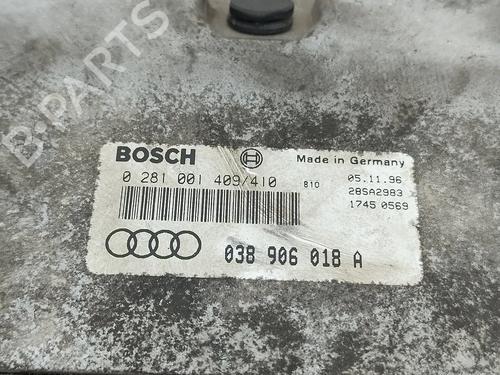 B-PARTS
BOSCH
Made in Germany
0 281 001 409/410 810 05.11.96
28SA2983
1745 0569
038 906 018 A